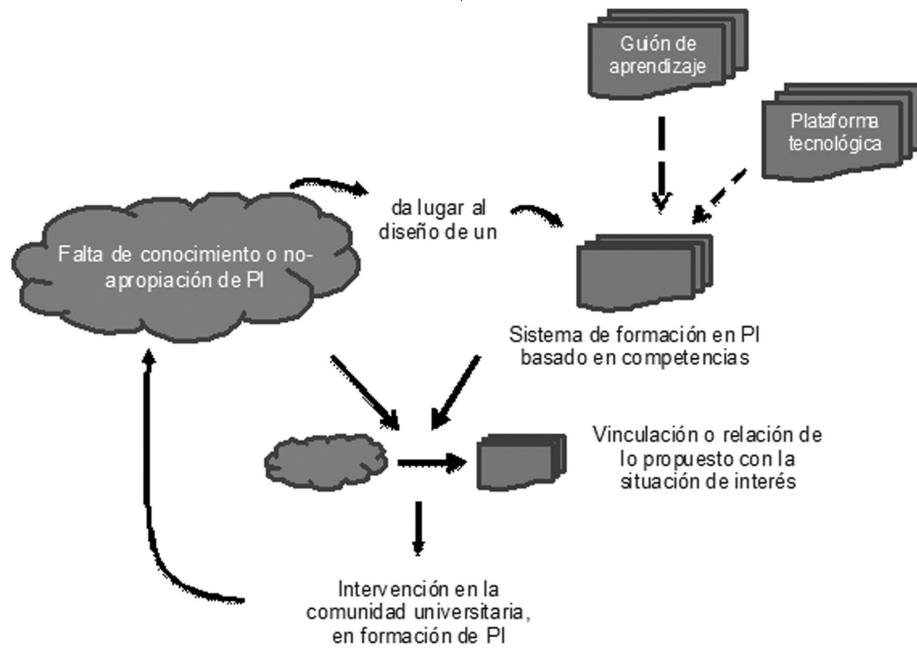 Guión de
aprendizaje
Plataforma
tecnológica
da lugar al
diseño de un
Falta de conocimiento o no-
apropiación de PI
Sistema de formación en PI
basado en competencias
Vinculación o relación de
lo propuesto con la
situación de interés
Intervención en la
comunidad universitaria,
en formación de PI